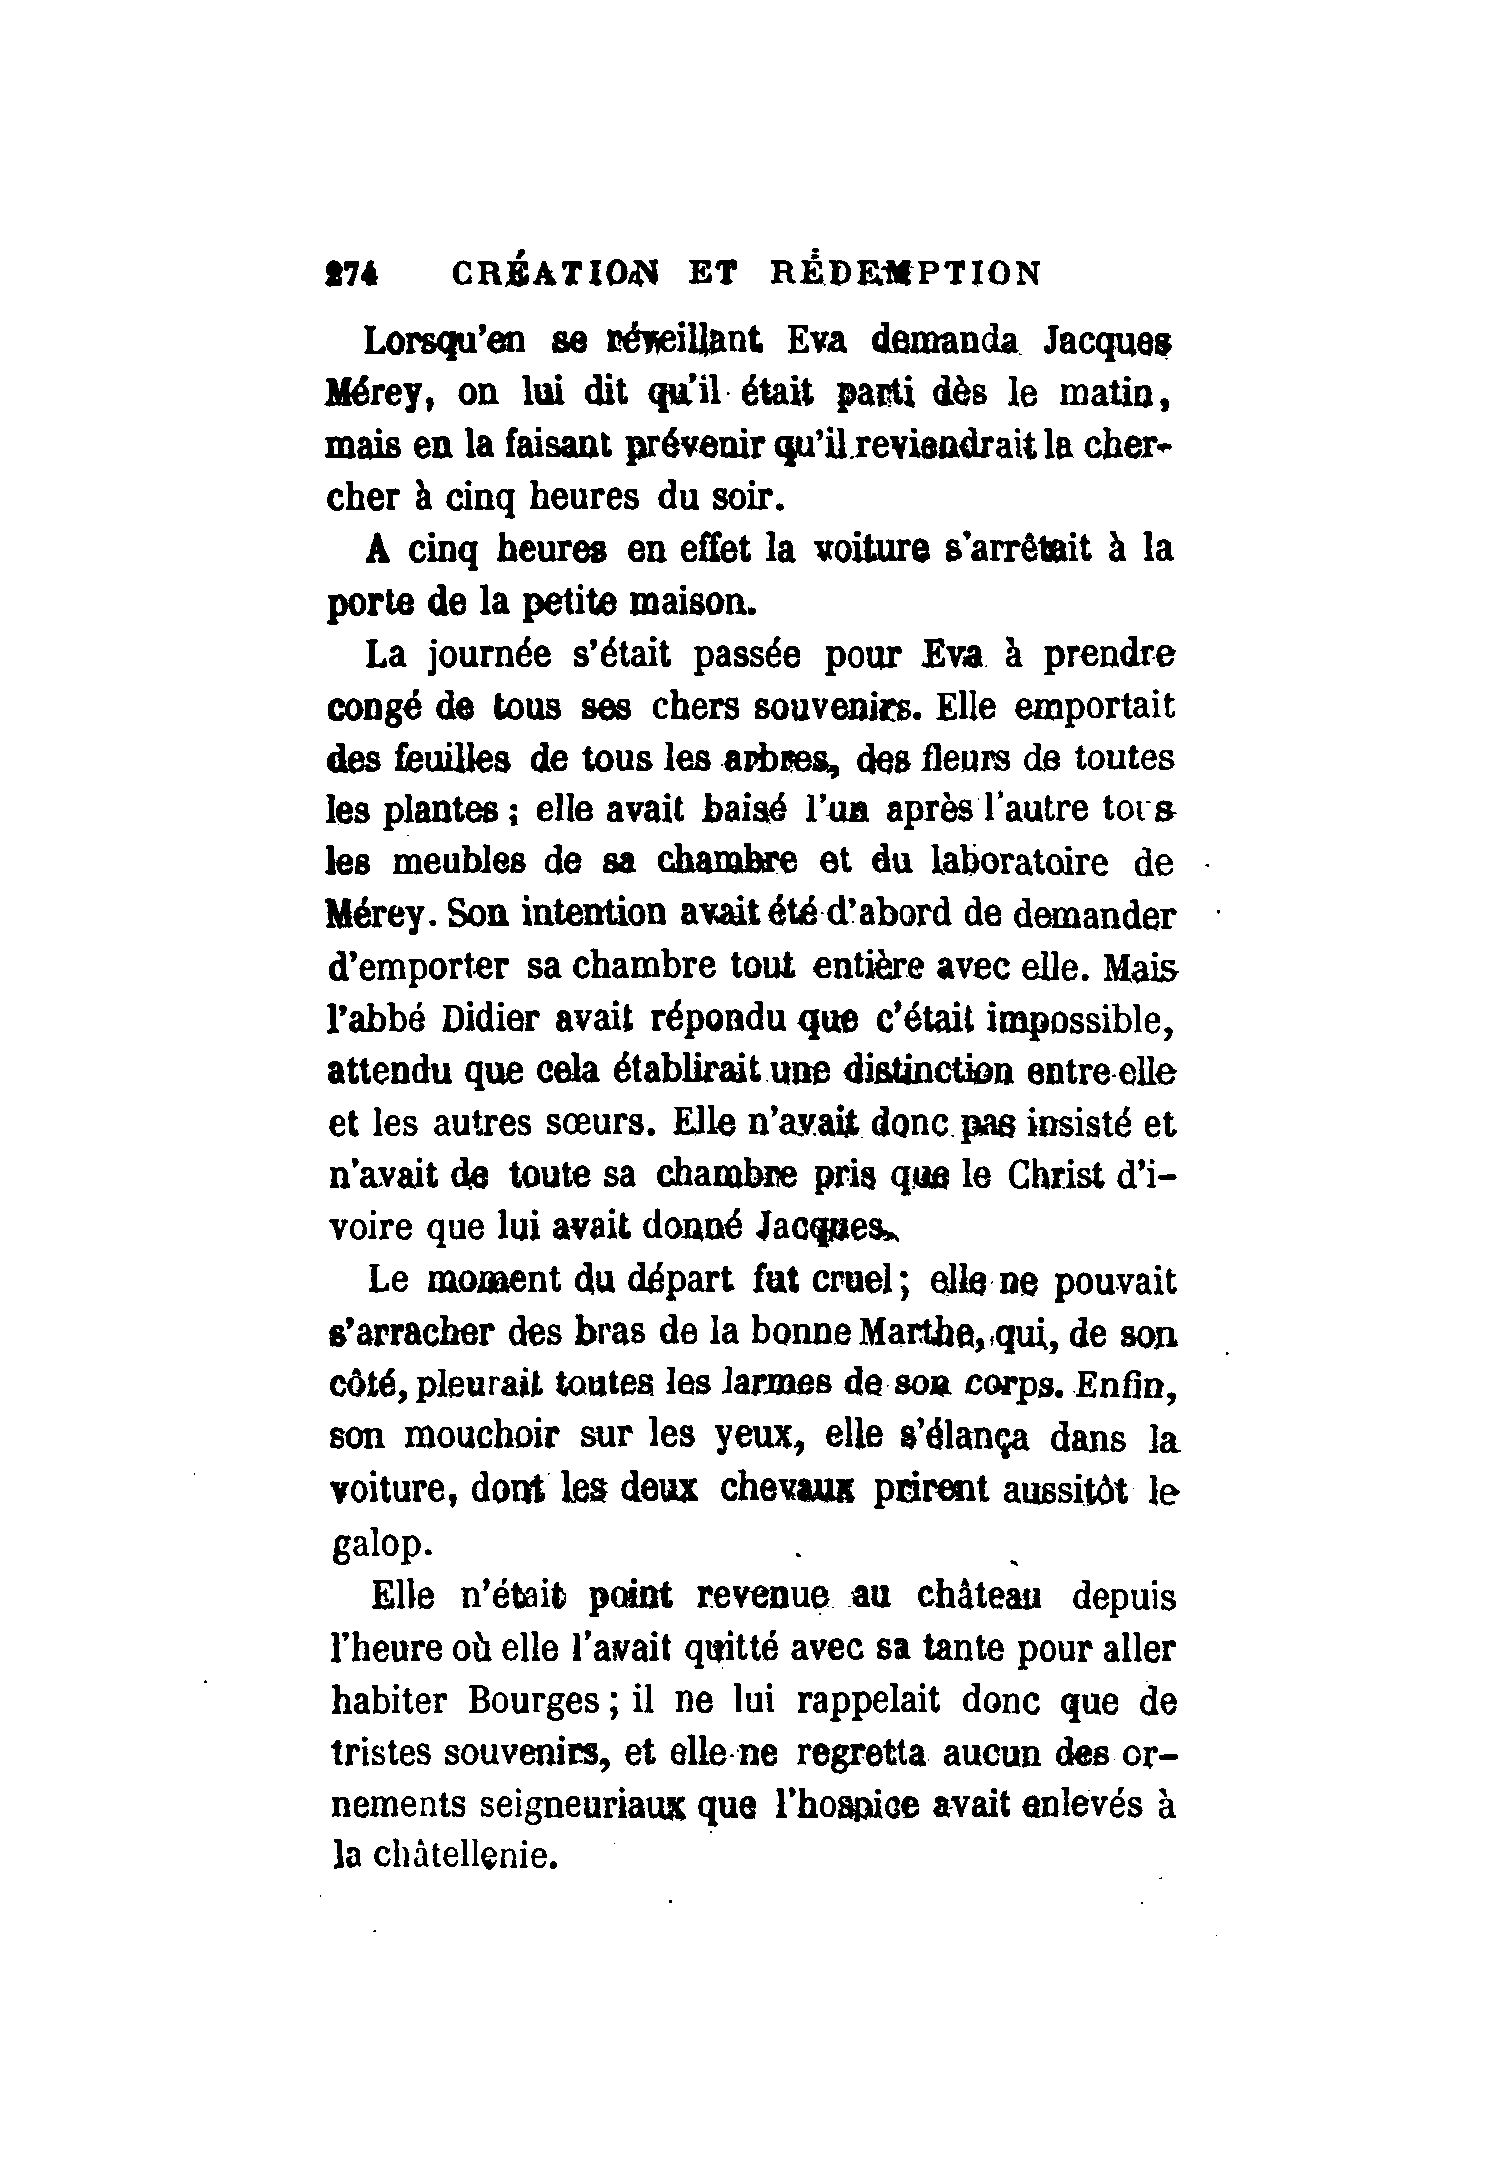 274 CRÉATION ET RÉDEMPTION
Lorsqu'en se réveillant Eva demanda Jacques
Mérey, on lui dit qu'il était parti dès le matin,
mais en la faisant prévenir qu'il reviendrait la cher-
cher à cinq heures du soir.
A cinq heures en effet la voiture s'arrêtait à la
porte de la petite maison.
La journée s'était passée pour Eva à prendre
congé de tous ses chers souvenirs. Elle emportait
des feuilles de tous les arbres, des fleurs de toutes
les plantes ; elle avait baisé l'un après l'autre tous
les meubles de sa chambre et du laboratoire de
Mérey. Son intention avait été d'abord de demander
d'emporter sa chambre tout entière avec elle. Mais
l'abbé Didier avait répondu que c'était impossible,
attendu que cela établirait une distinction entre elle
et les autres sœurs. Elle n'avait donc pas insisté et
n'avait de toute sa chambre pris que le Christ d'i-
voire que lui avait donné Jacques.
Le moment du départ fut cruel ; elle ne pouvait
s'arracher des bras de la bonne Marthe, qui, de son
côté, pleurait toutes les larmes de son corps. Enfin,
son mouchoir sur les yeux, elle s'élança dans la
voiture, dont les deux chevaux prirent aussitôt le
galop.
Elle n'était point revenue au château depuis
l'heure où elle l'avait quitté avec sa tante pour aller
habiter Bourges ; il ne lui rappelait donc que de
tristes souvenirs, et elle ne regretta aucun des or-
nements seigneuriaux que l'hospice avait enlevés à
la châtellenie.